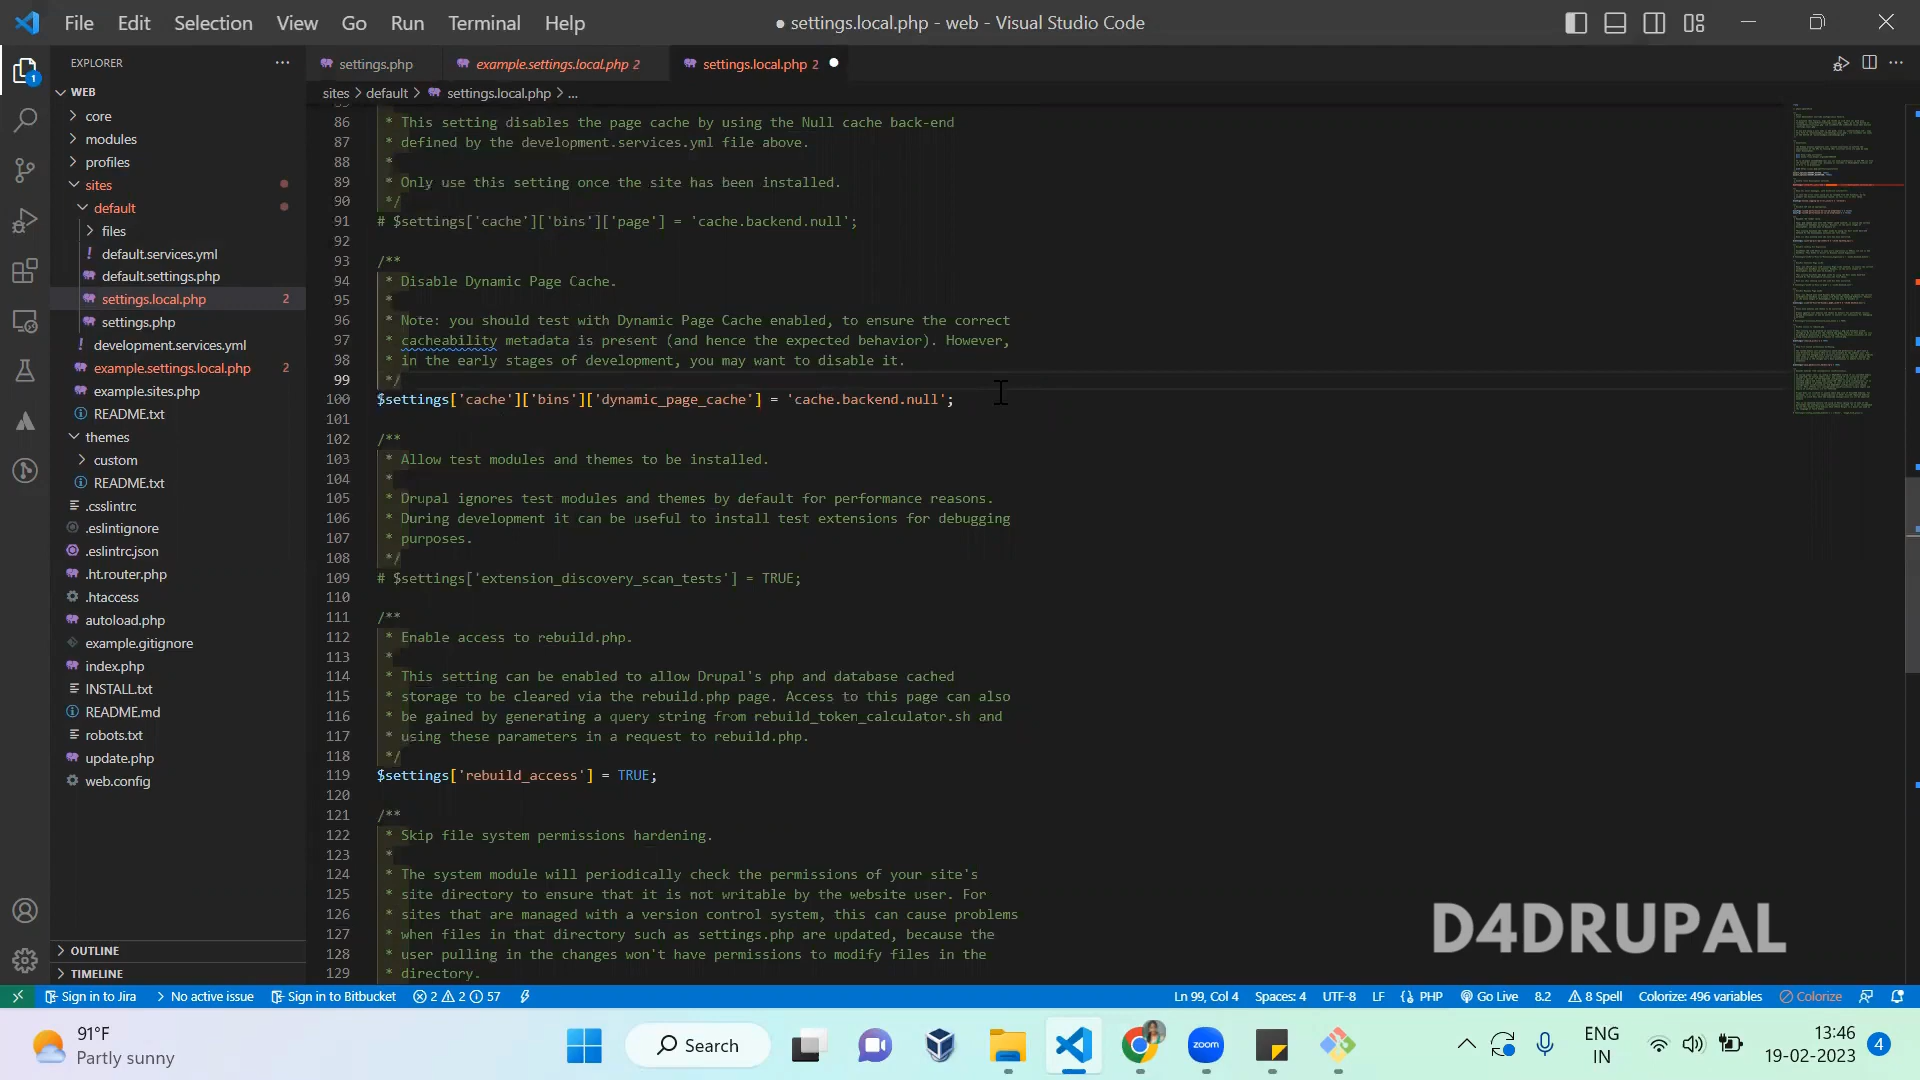 File Edit Selection View Go Run Terminal Help
● settings.local.php - web - Visual Studio Code
EXPLORER
settings.php
example.settings.local.php 2
settings.local.php 2
sites > default > settings.local.php > ...
WEB
core
modules
profiles
sites
default
files
default.services.yml
default.settings.php
settings.local.php 2
settings.php
development.services.yml
example.settings.local.php 2
example.sites.php
README.txt
themes
custom
README.txt
.csslintrc
.eslintignore
.eslintrc.json
.ht.router.php
.htaccess
autoload.php
example.gitignore
index.php
INSTALL.txt
README.md
robots.txt
update.php
web.config
OUTLINE
TIMELINE
86 * This setting disables the page cache by using the Null cache back-end
87 * defined by the development.services.yml file above.
88 *
89 * Only use this setting once the site has been installed.
90 */
91 # $settings['cache']['bins']['page'] = 'cache.backend.null';
92
93 /**
94 * Disable Dynamic Page Cache.
95 *
96 * Note: you should test with Dynamic Page Cache enabled, to ensure the correct
97 * cacheability metadata is present (and hence the expected behavior). However,
98 * in the early stages of development, you may want to disable it.
99 */
100 $settings['cache']['bins']['dynamic_page_cache'] = 'cache.backend.null';
101
102 /**
103 * Allow test modules and themes to be installed.
104 *
105 * Drupal ignores test modules and themes by default for performance reasons.
106 * During development it can be useful to install test extensions for debugging
107 * purposes.
108 */
109 # $settings['extension_discovery_scan_tests'] = TRUE;
110
111 /**
112 * Enable access to rebuild.php.
113 *
114 * This setting can be enabled to allow Drupal's php and database cached
115 * storage to be cleared via the rebuild.php page. Access to this page can also
116 * be gained by generating a query string from rebuild_token_calculator.sh and
117 * using these parameters in a request to rebuild.php.
118 */
119 $settings['rebuild_access'] = TRUE;
120
121 /**
122 * Skip file system permissions hardening.
123 *
124 * The system module will periodically check the permissions of your site's
125 * site directory to ensure that it is not writable by the website user. For
126 * sites that are managed with a version control system, this can cause problems
127 * when files in that directory such as settings.php are updated, because the
128 * user pulling in the changes won't have permissions to modify files in the
129 * directory.
D4DRUPAL
Sign in to Jira No active issue Sign in to Bitbucket 2 2 57
Ln 99, Col 4 Spaces: 4 UTF-8 LF PHP Go Live 8.2 8 Spell Colorize: 496 variables Colorize
91°F
Partly sunny
Search
zoom
ENG
IN
13:46
19-02-2023
4